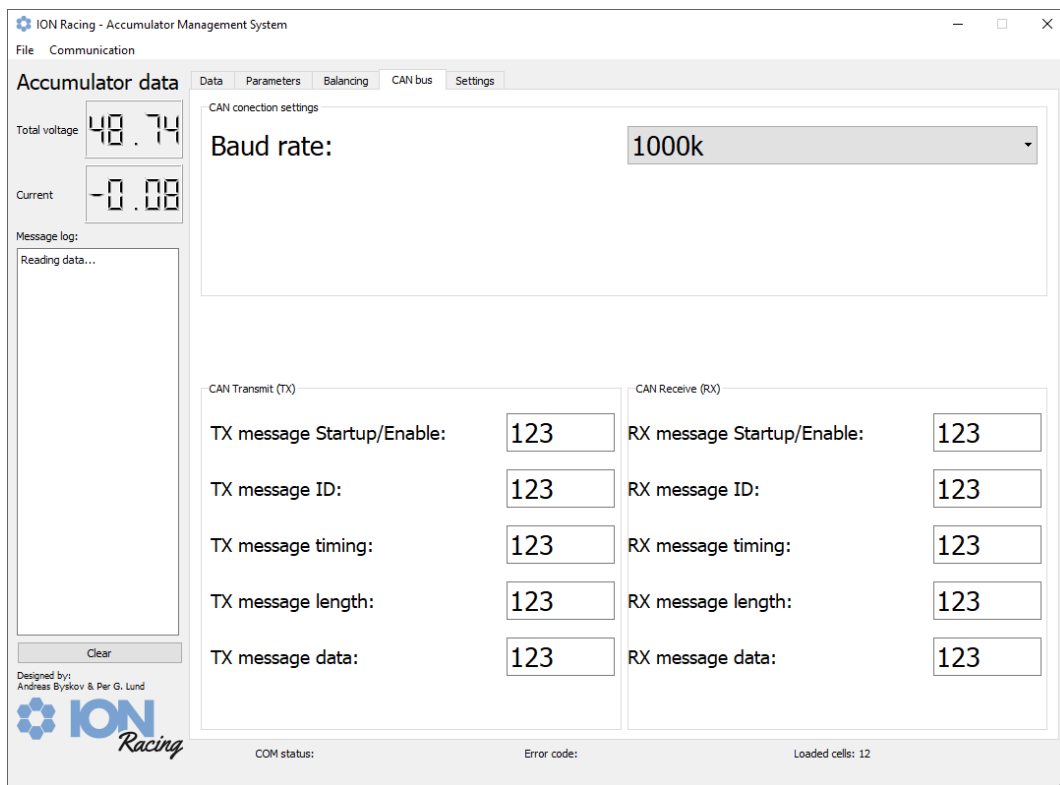 ION Racing - Accumulator Management System
File Communication
Accumulator data
Total voltage 48.74
Current -0.08
Message log:
Reading data...
Clear
Designed by:
Andreas Byskov & Per G. Lund
ION
Racing
Data Parameters Balancing CAN bus Settings
CAN conection settings
Baud rate: 1000k
CAN Transmit (TX)
TX message Startup/Enable: 123
TX message ID: 123
TX message timing: 123
TX message length: 123
TX message data: 123
CAN Receive (RX)
RX message Startup/Enable: 123
RX message ID: 123
RX message timing: 123
RX message length: 123
RX message data: 123
COM status: Error code: Loaded cells: 12